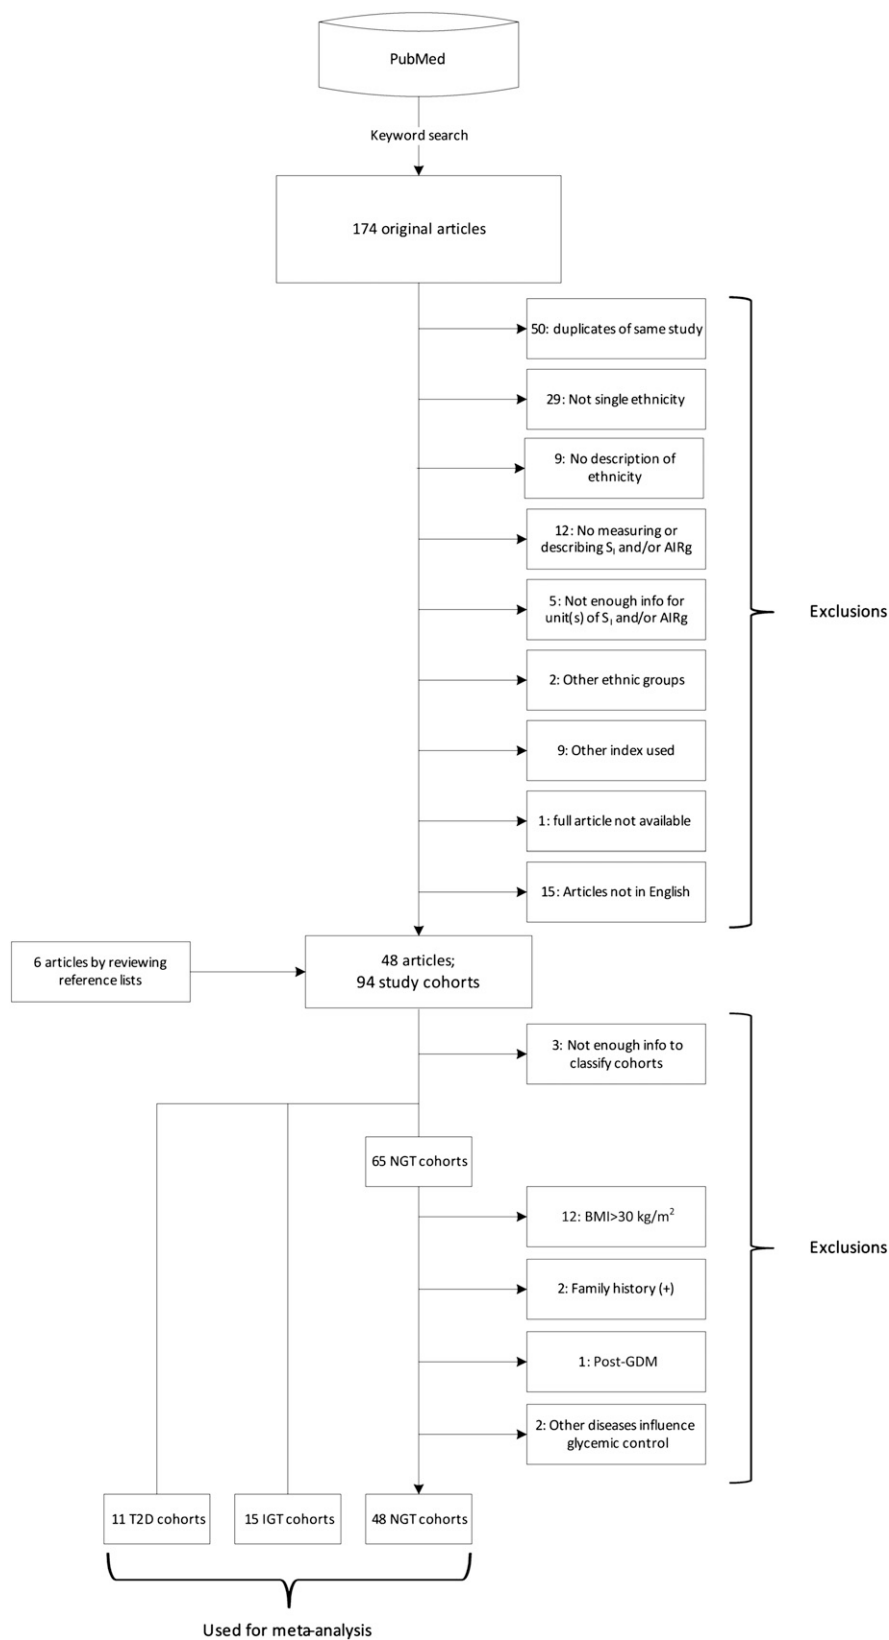 PubMed
Keyword search
174 original articles
50: duplicates of same study
29: Not single ethnicity
9: No description of
ethnicity
12: No measuring or
describing Sᵢ and/or AIRg
5: Not enough info for
unit(s) of Sᵢ and/or AIRg
2: Other ethnic groups
9: Other index used
1: full article not available
15: Articles not in English
Exclusions
6 articles by reviewing
reference lists
48 articles;
94 study cohorts
3: Not enough info to
classify cohorts
65 NGT cohorts
12: BMI>30 kg/m²
2: Family history (+)
1: Post-GDM
2: Other diseases influence
glycemic control
Exclusions
11 T2D cohorts
15 IGT cohorts
48 NGT cohorts
Used for meta-analysis